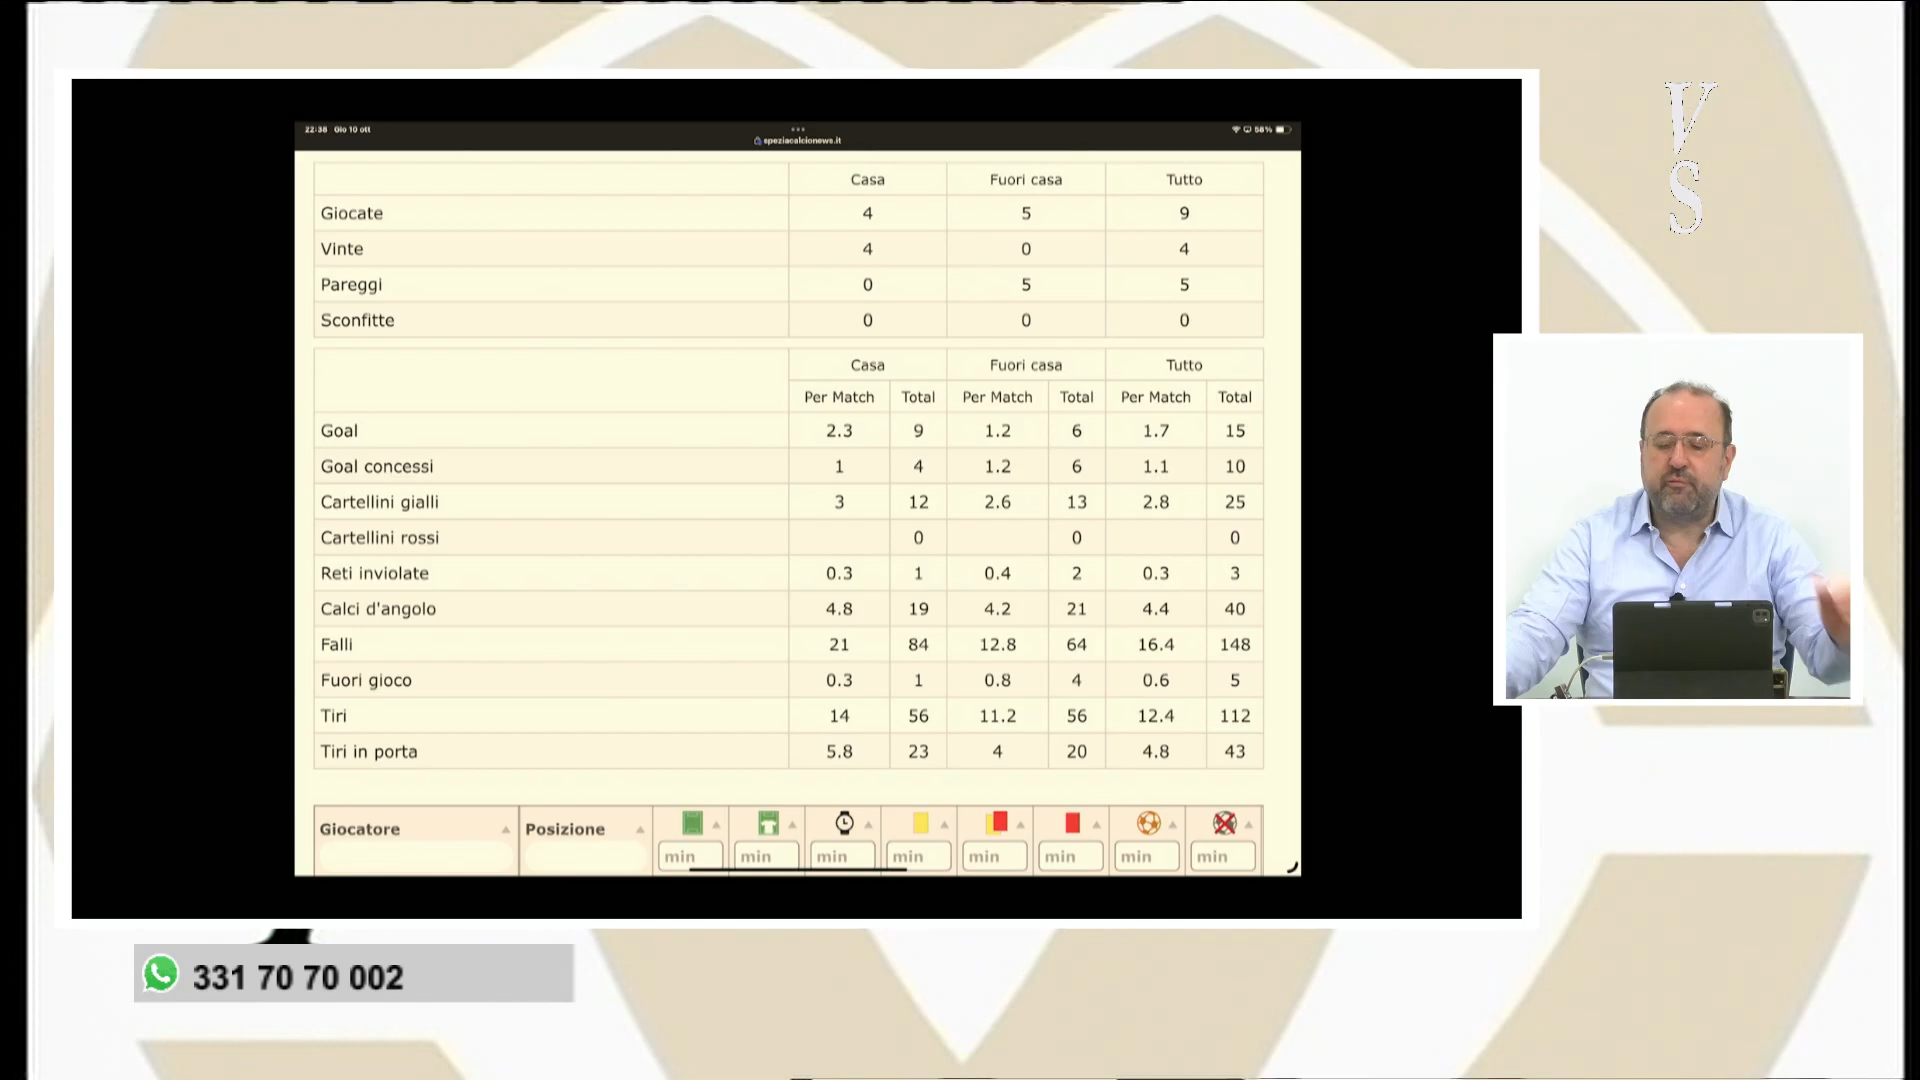 22:38 Gio 10 ott
58%
speziacalcionews.it
Casa Fuori casa Tutto
Giocate 4 5 9
Vinte 4 0 4
Pareggi 0 5 5
Sconfitte 0 0 0
Casa Fuori casa Tutto
Per Match Total Per Match Total Per Match Total
Goal 2.3 9 1.2 6 1.7 15
Goal concessi 1 4 1.2 6 1.1 10
Cartellini gialli 3 12 2.6 13 2.8 25
Cartellini rossi 0 0 0
Reti inviolate 0.3 1 0.4 2 0.3 3
Calci d'angolo 4.8 19 4.2 21 4.4 40
Falli 21 84 12.8 64 16.4 148
Fuori gioco 0.3 1 0.8 4 0.6 5
Tiri 14 56 11.2 56 12.4 112
Tiri in porta 5.8 23 4 20 4.8 43
Giocatore Posizione
min min min min min min min min
V
S
331 70 70 002